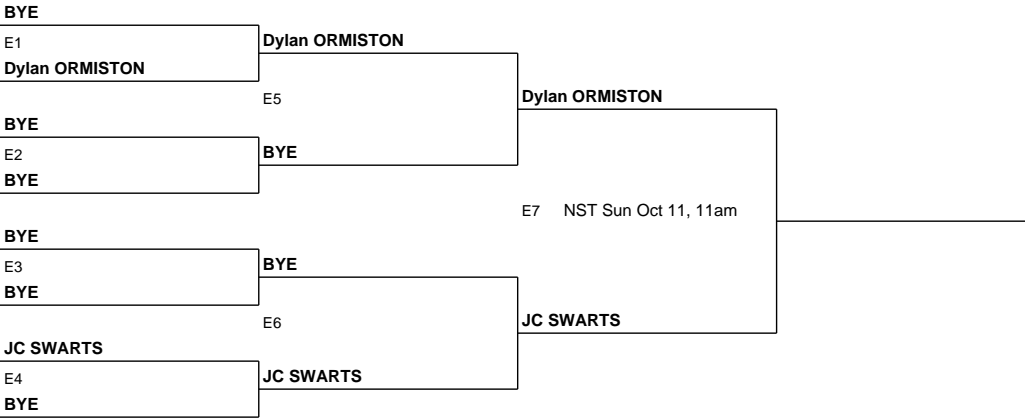 BYE
E1 Dylan ORMISTON
Dylan ORMISTON
E5 Dylan ORMISTON
BYE
E2 BYE
BYE
E7 NST Sun Oct 11, 11am
BYE
E3 BYE
BYE
E6 JC SWARTS
JC SWARTS
E4 JC SWARTS
BYE